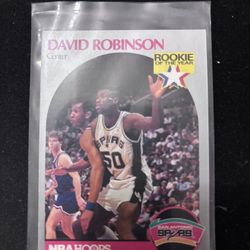 DAVID ROBINSON
Center
ROOKIE
OF THE YEAR
50
SAN ANTONIO
SPURS
NBA HOOPS